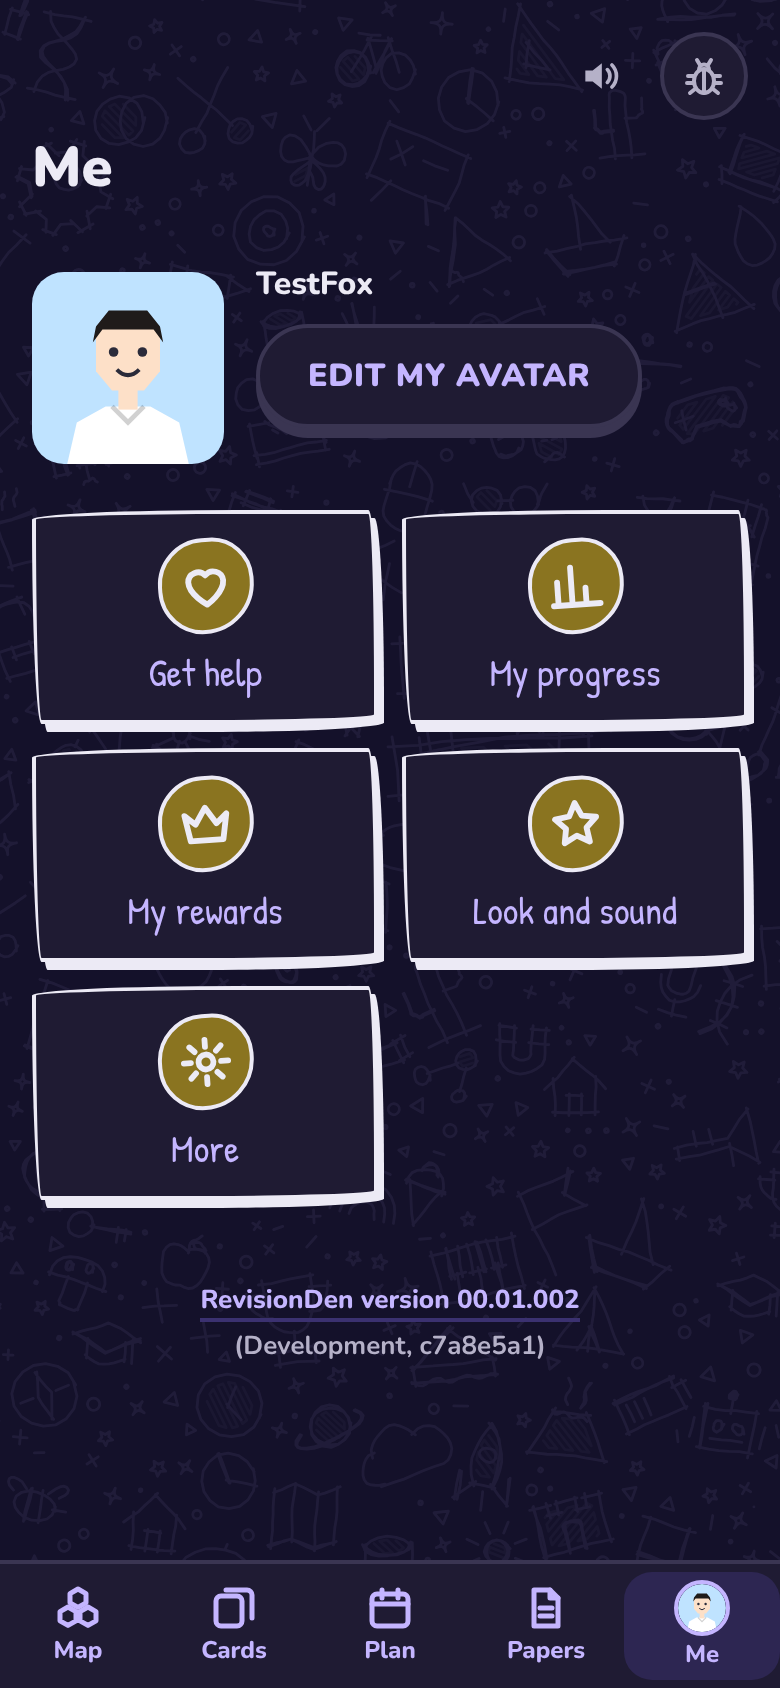 Me
TestFox
EDIT MY AVATAR
Get help
My progress
My rewards
Look and sound
More
RevisionDen version 00.01.002
(Development, c7a8e5a1)
Map
Cards
Plan
Papers
Me